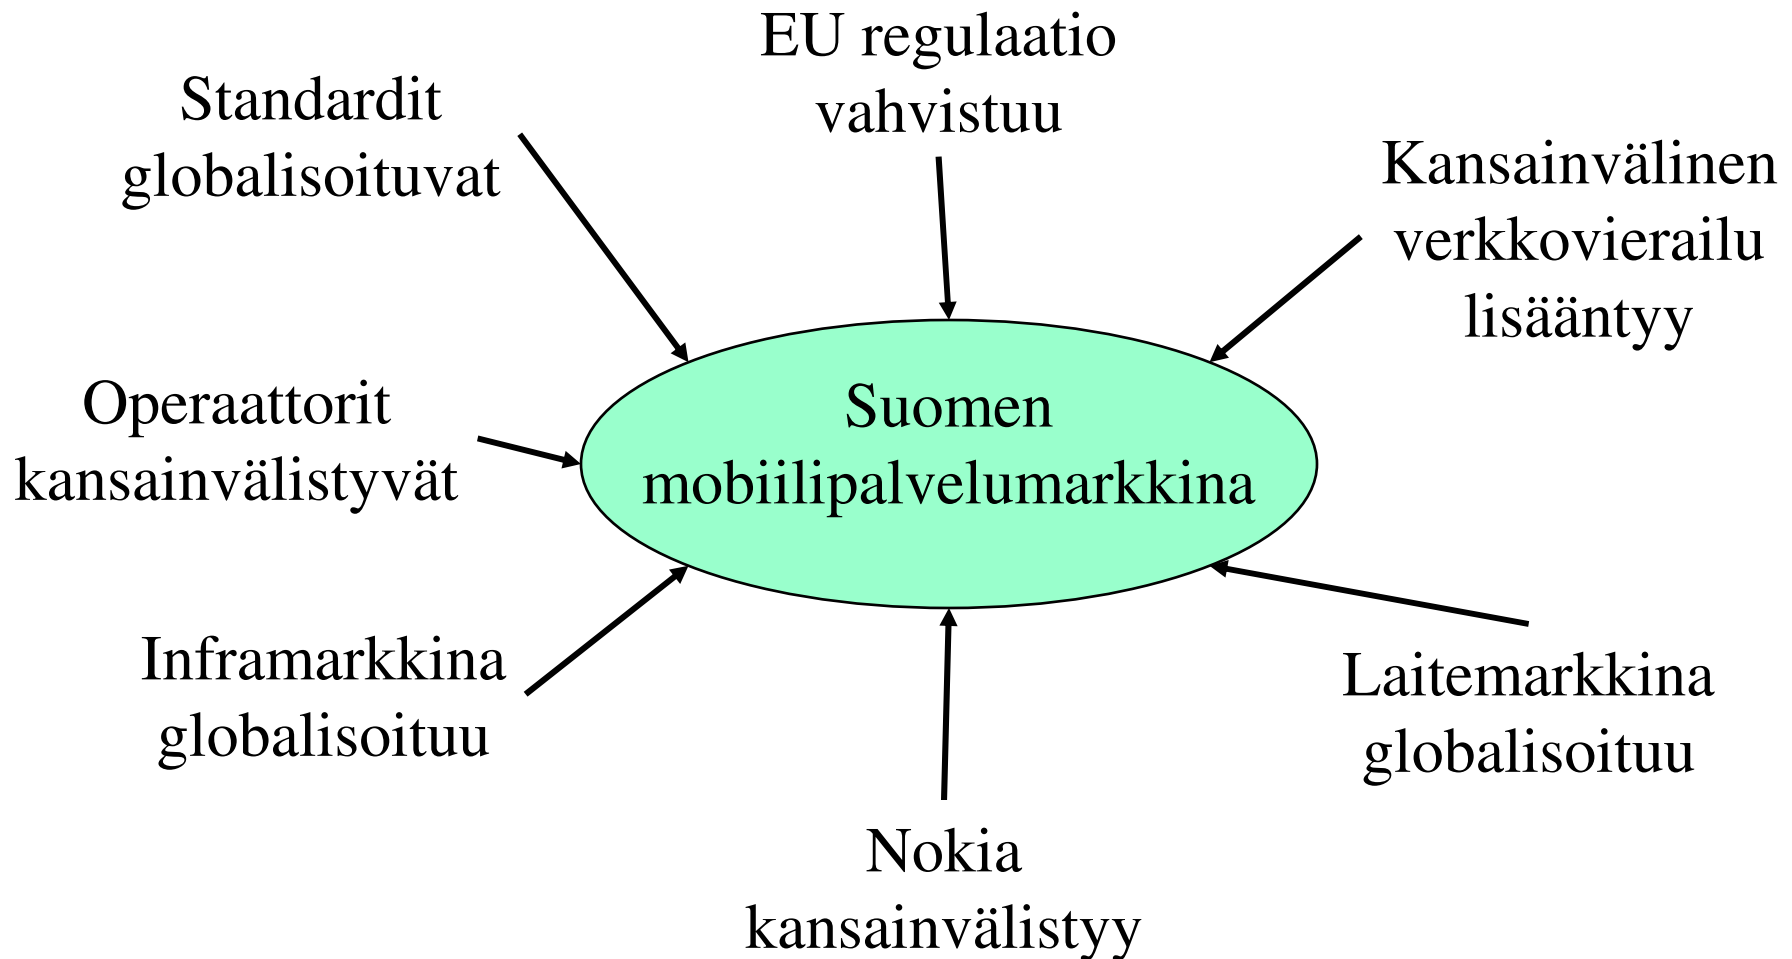 EU regulaatio
vahvistuu
Standardit
globalisoituvat
Kansainvälinen
verkkovierailu
lisääntyy
Operaattorit
kansainvälistyvät
Suomen
mobiilipalvelumarkkina
Inframarkkina
globalisoituu
Laitemarkkina
globalisoituu
Nokia
kansainvälistyy